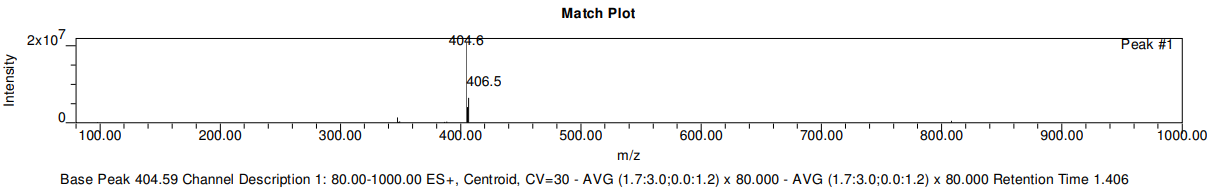 Match Plot
2x10⁷
404.6
Peak #1
406.5
Intensity
0
100.00 200.00 300.00 400.00 500.00 600.00 700.00 800.00 900.00 1000.00
m/z
Base Peak 404.59 Channel Description 1: 80.00-1000.00 ES+, Centroid, CV=30 - AVG (1.7:3.0;0.0:1.2) x 80.000 - AVG (1.7:3.0;0.0:1.2) x 80.000 Retention Time 1.406